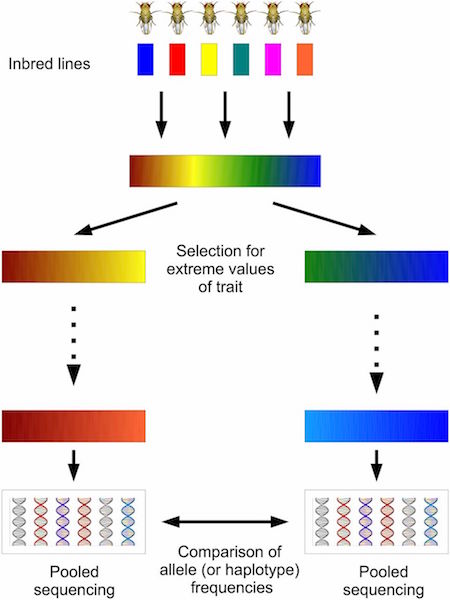 Inbred lines
Selection for
extreme values
of trait
Pooled
sequencing
Comparison of
allele (or haplotype)
frequencies
Pooled
sequencing